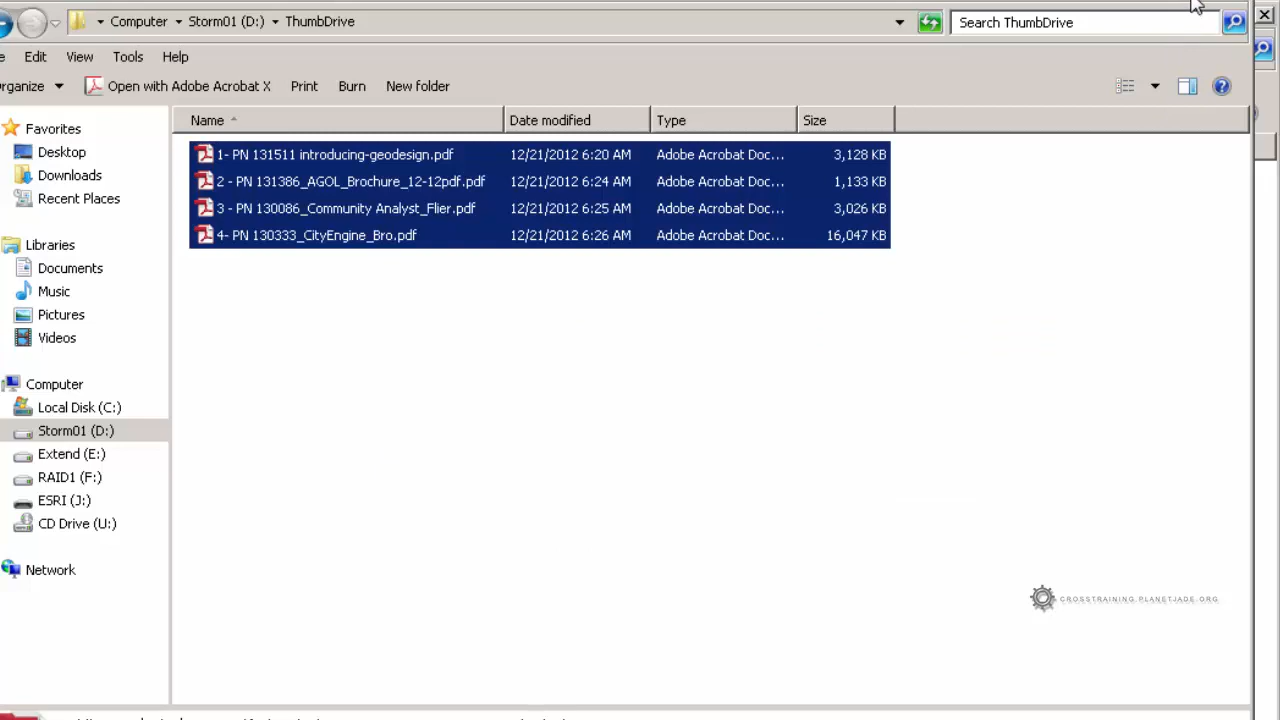 Computer Storm01 (D:) ThumbDrive Search ThumbDrive
Edit View Tools Help
rganize Open with Adobe Acrobat X Print Burn New folder
Name Date modified Type Size
1- PN 131511 introducing-geodesign.pdf 12/21/2012 6:20 AM Adobe Acrobat Doc... 3,128 KB
2 - PN 131386_AGOL_Brochure_12-12pdf.pdf 12/21/2012 6:24 AM Adobe Acrobat Doc... 1,133 KB
3 - PN 130086_Community Analyst_Flier.pdf 12/21/2012 6:25 AM Adobe Acrobat Doc... 3,026 KB
4- PN 130333_CityEngine_Bro.pdf 12/21/2012 6:26 AM Adobe Acrobat Doc... 16,047 KB
Favorites
Desktop
Downloads
Recent Places
Libraries
Documents
Music
Pictures
Videos
Computer
Local Disk (C:)
Storm01 (D:)
Extend (E:)
RAID1 (F:)
ESRI (J:)
CD Drive (U:)
Network
CROSSTRAINING.PLANETJADE.ORG